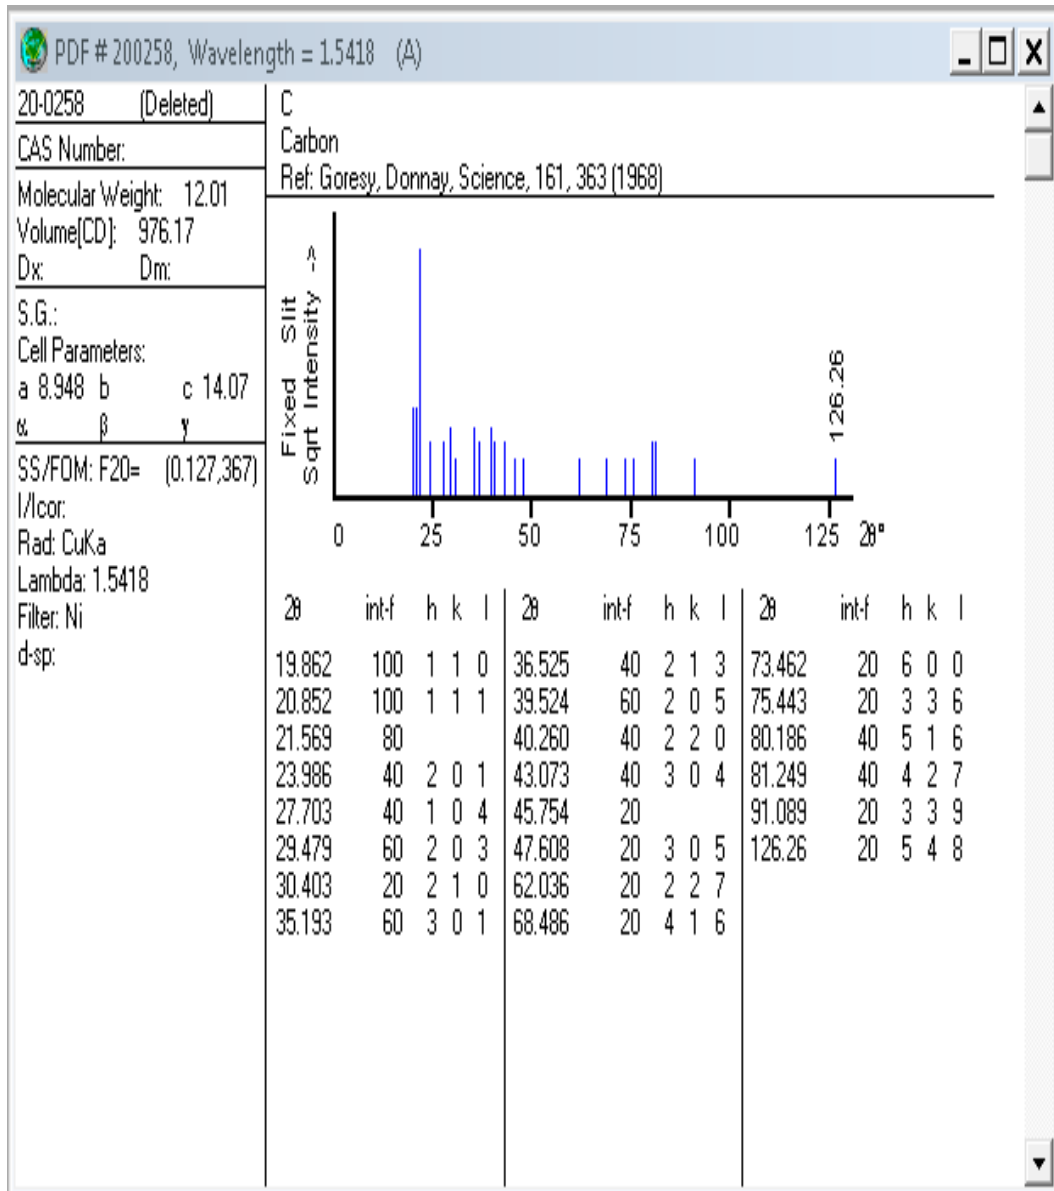 PDF # 200258, Wavelength = 1.5418 (A)
20-0258 (Deleted)
CAS Number:
Molecular Weight: 12.01
Volume[CD]: 976.17
Dx: Dm:
S.G.:
Cell Parameters:
a 8.948 b c 14.07
α β γ
SS/FOM: F20= (0.127,367)
I/Icor:
Rad: CuKa
Lambda: 1.5418
Filter: Ni
d-sp:
C
Carbon
Ref: Goresy, Donnay, Science, 161, 363 (1968)
Fixed Slit
Sqrt Intensity ->
126.26
0 25 50 75 100 125 2θ°
2θ int-f h k l 2θ int-f h k l 2θ int-f h k l
19.862 100 1 1 0 36.525 40 2 1 3 73.462 20 6 0 0
20.852 100 1 1 1 39.524 60 2 0 5 75.443 20 3 3 6
21.569 80 40.260 40 2 2 0 80.186 40 5 1 6
23.986 40 2 0 1 43.073 40 3 0 4 81.249 40 4 2 7
27.703 40 1 0 4 45.754 20 91.089 20 3 3 9
29.479 60 2 0 3 47.608 20 3 0 5 126.26 20 5 4 8
30.403 20 2 1 0 62.036 20 2 2 7
35.193 60 3 0 1 68.486 20 4 1 6